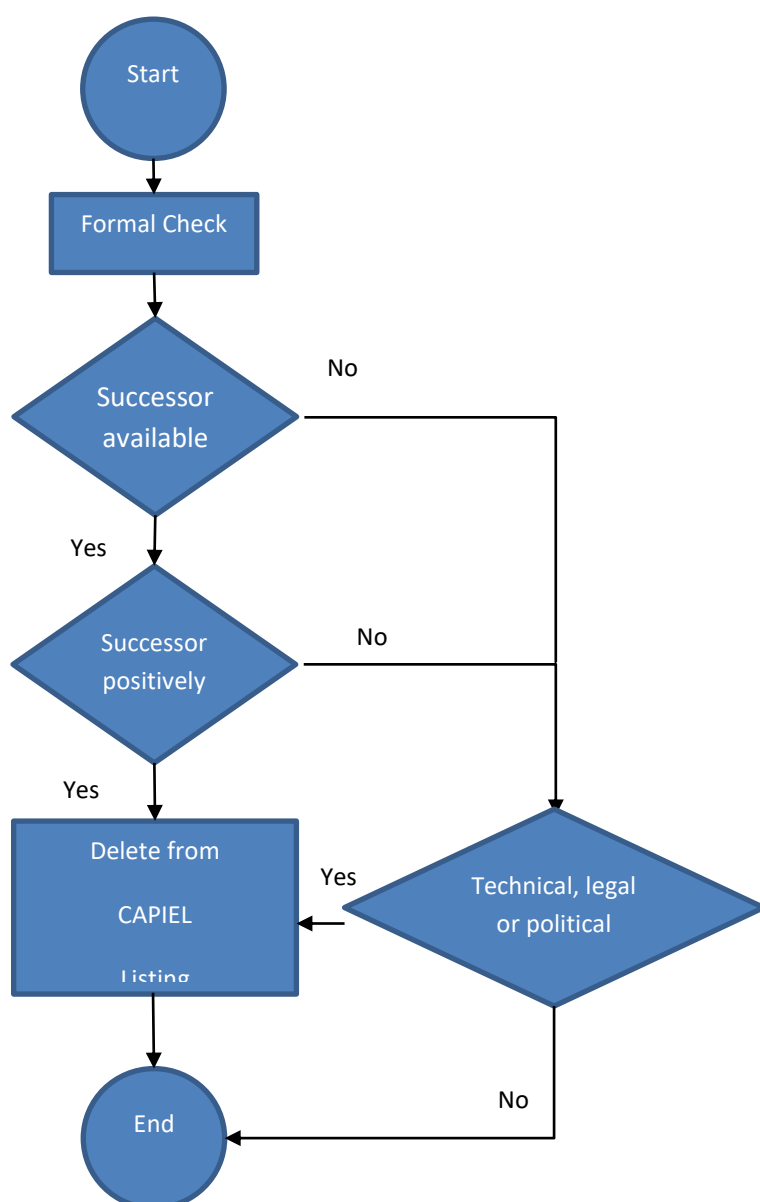 Start
Formal Check
No
Successor
available
Yes
Successor
positively
No
Yes
Delete from
CAPIEL
Listing
Yes
Technical, legal
or political
No
End